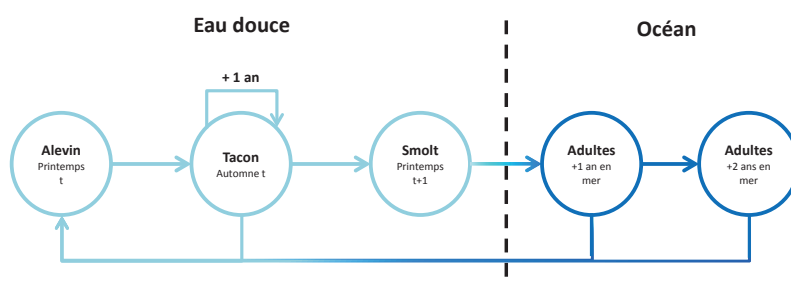 Eau douce
Océan
+ 1 an
Alevin
Printemps
t
Tacon
Automne t
Smolt
Printemps
t+1
Adultes
+1 an en
mer
Adultes
+2 ans en
mer